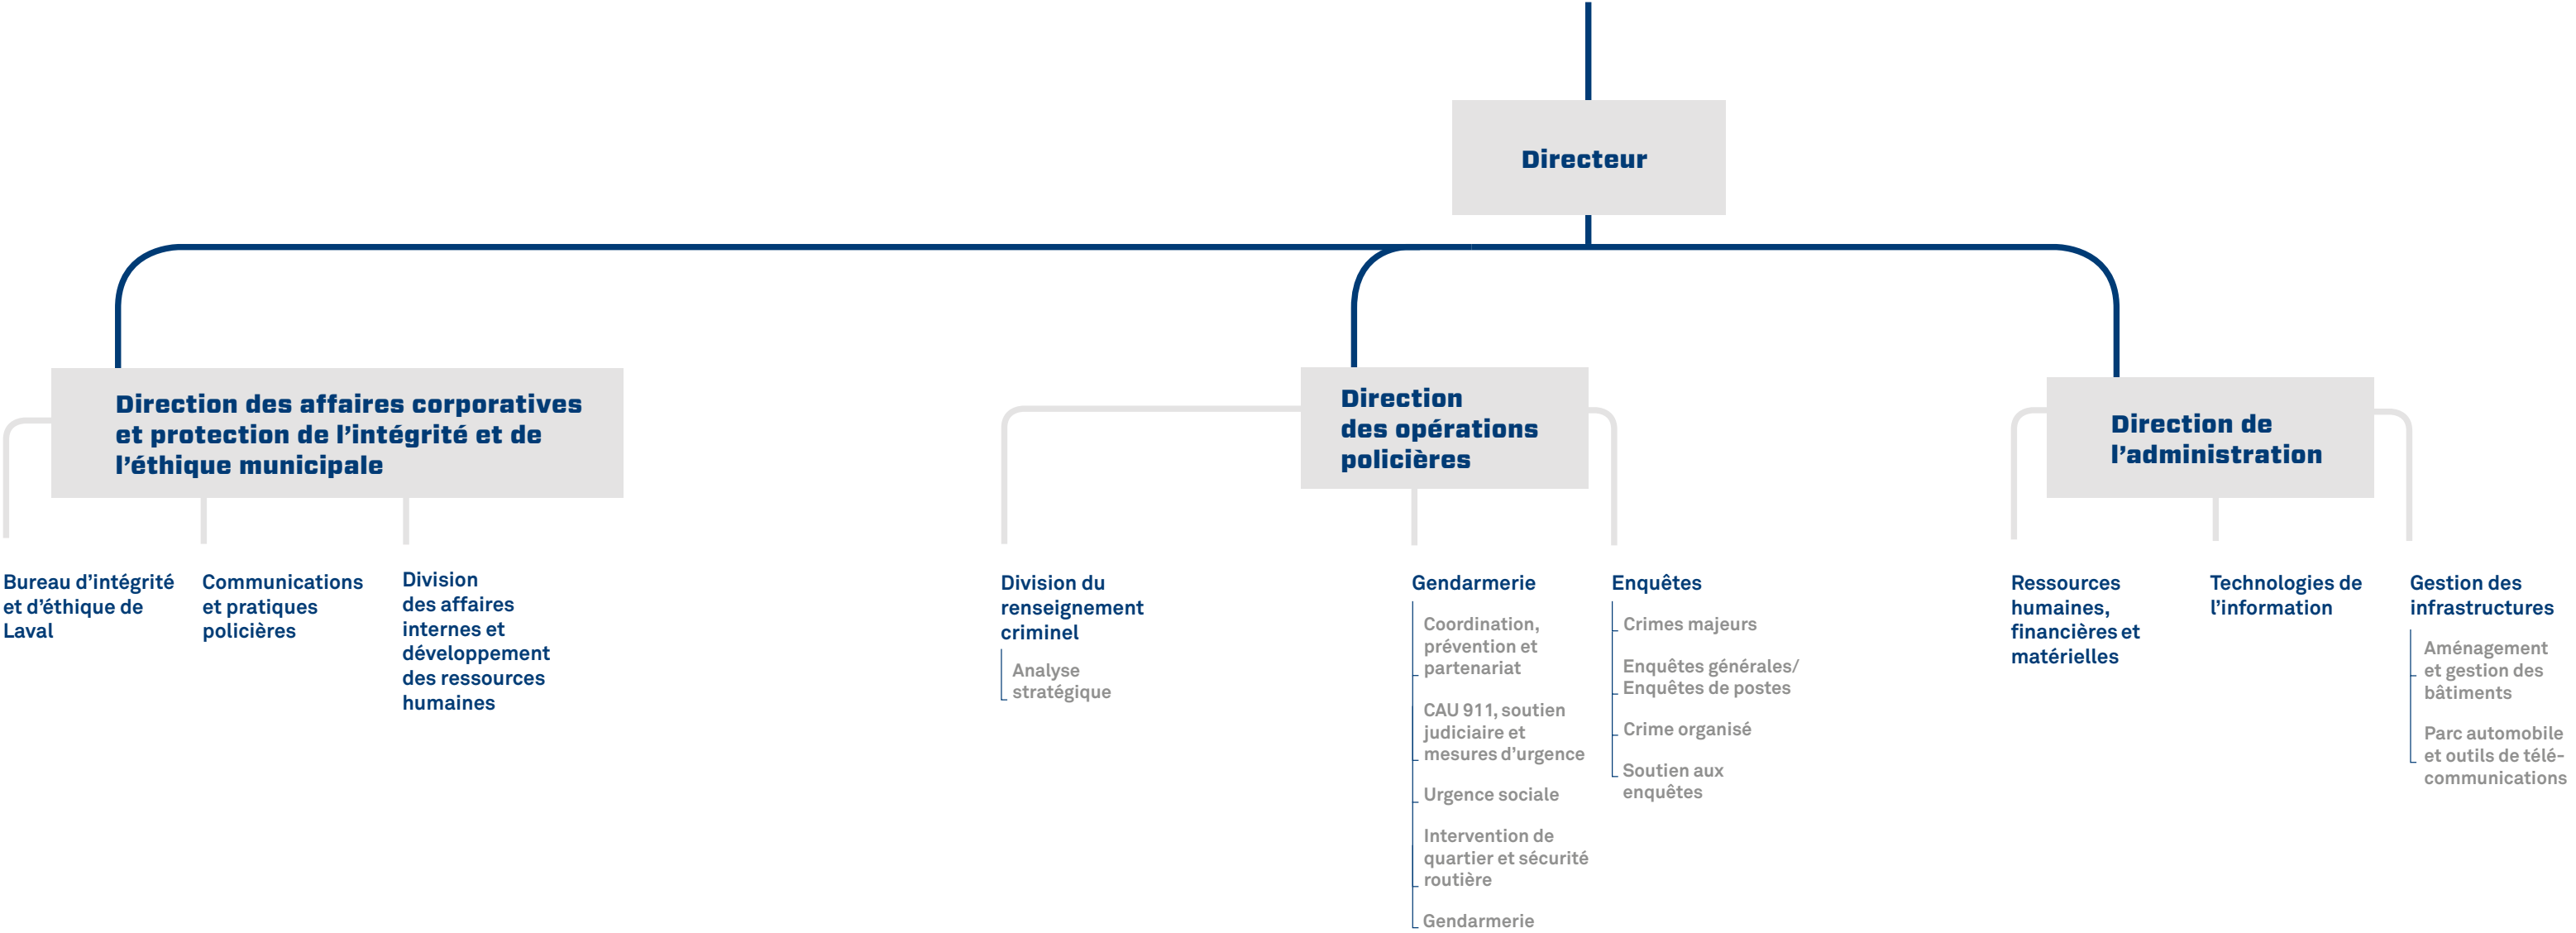 Directeur
Direction des affaires corporatives
et protection de l’intégrité et de
l’éthique municipale
Bureau d’intégrité
et d’éthique de
Laval
Communications
et pratiques
policières
Division
des affaires
internes et
développement
des ressources
humaines
Direction
des opérations
policières
Division du
renseignement
criminel
Analyse
stratégique
Gendarmerie
Coordination,
prévention et
partenariat
CAU 911, soutien
judiciaire et
mesures d’urgence
Urgence sociale
Intervention de
quartier et sécurité
routière
Gendarmerie
Enquêtes
Crimes majeurs
Enquêtes générales/
Enquêtes de postes
Crime organisé
Soutien aux
enquêtes
Direction de
l’administration
Ressources
humaines,
financières et
matérielles
Technologies de
l’information
Gestion des
infrastructures
Aménagement
et gestion des
bâtiments
Parc automobile
et outils de télé-
communications